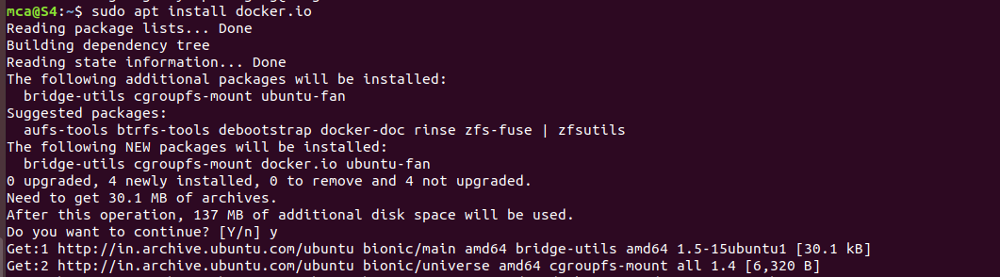 mca@S4:~$ sudo apt install docker.io
Reading package lists... Done
Building dependency tree
Reading state information... Done
The following additional packages will be installed:
  bridge-utils cgroupfs-mount ubuntu-fan
Suggested packages:
  aufs-tools btrfs-tools debootstrap docker-doc rinse zfs-fuse | zfsutils
The following NEW packages will be installed:
  bridge-utils cgroupfs-mount docker.io ubuntu-fan
0 upgraded, 4 newly installed, 0 to remove and 4 not upgraded.
Need to get 30.1 MB of archives.
After this operation, 137 MB of additional disk space will be used.
Do you want to continue? [Y/n] y
Get:1 http://in.archive.ubuntu.com/ubuntu bionic/main amd64 bridge-utils amd64 1.5-15ubuntu1 [30.1 kB]
Get:2 http://in.archive.ubuntu.com/ubuntu bionic/universe amd64 cgroupfs-mount all 1.4 [6,320 B]